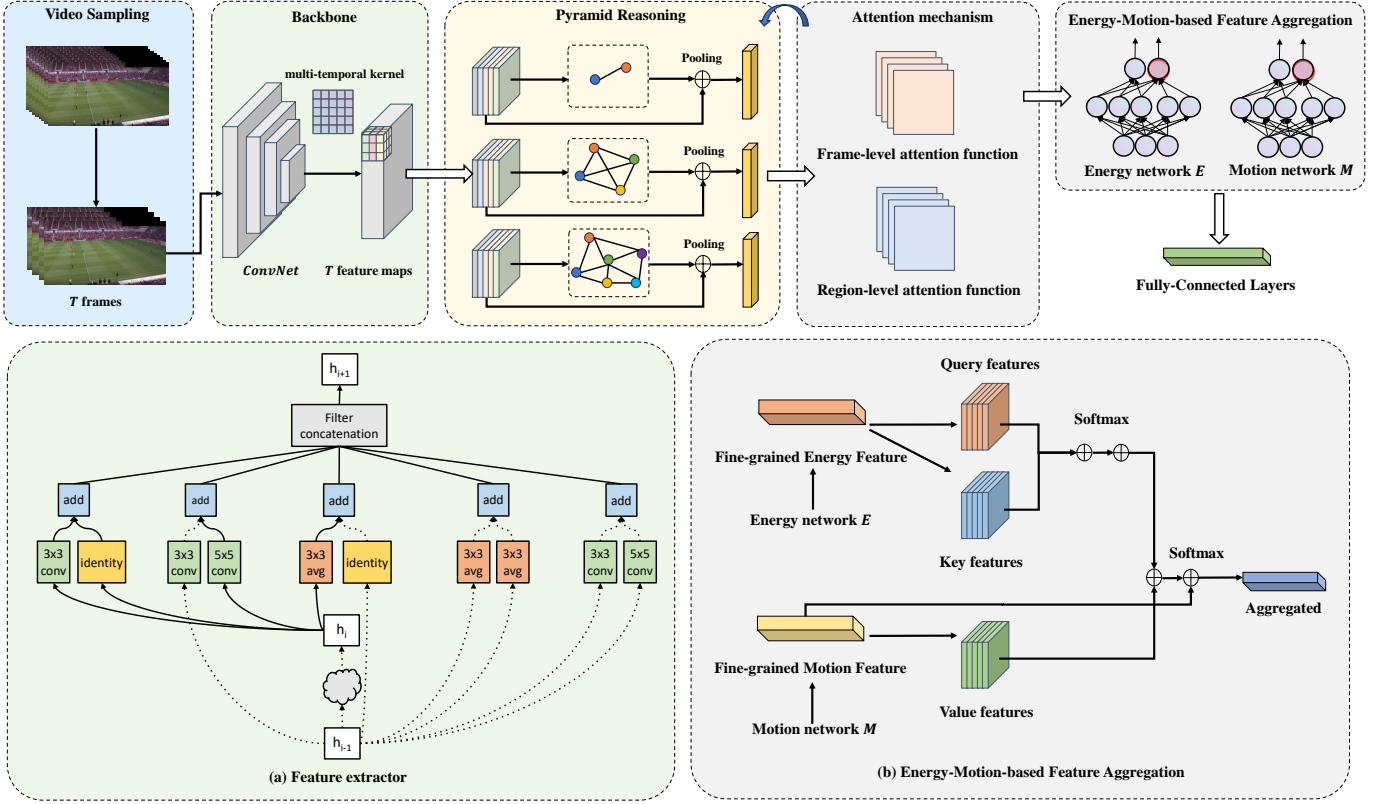 Video Sampling
T frames
Backbone
multi-temporal kernel
ConvNet
T feature maps
Pyramid Reasoning
Pooling
Pooling
Pooling
Attention mechanism
Frame-level attention function
Region-level attention function
Energy-Motion-based Feature Aggregation
Energy network E
Motion network M
Fully-Connected Layers
h_{i+1}
Filter
concatenation
add
add
add
add
add
3x3
conv
identity
3x3
conv
5x5
conv
3x3
avg
identity
3x3
avg
3x3
avg
3x3
conv
5x5
conv
h_i
h_{i-1}
(a) Feature extractor
Query features
Softmax
Fine-grained Energy Feature
Energy network E
Key features
Softmax
Aggregated
Fine-grained Motion Feature
Motion network M
Value features
(b) Energy-Motion-based Feature Aggregation